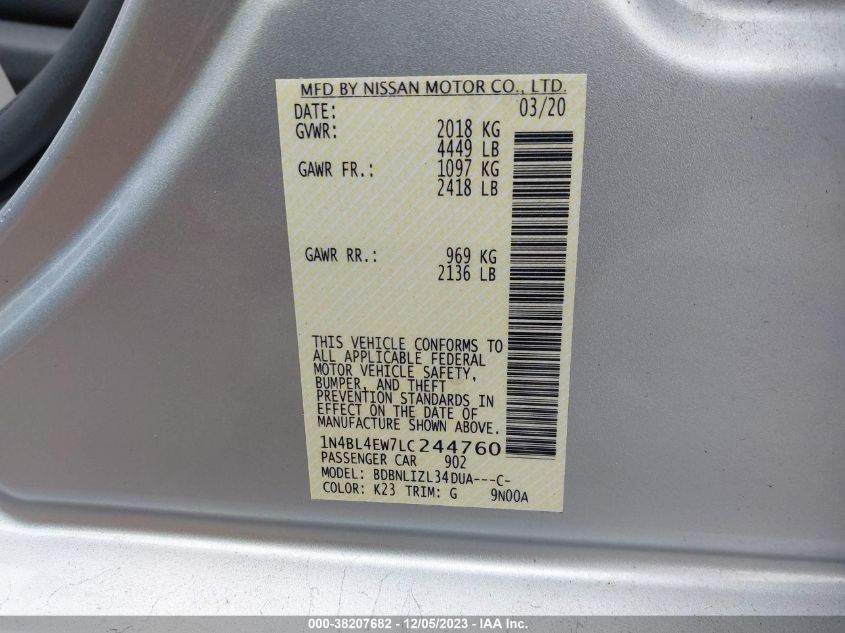 MFD BY NISSAN MOTOR CO., LTD.
DATE: 03/20
GVWR: 2018 KG
4449 LB
GAWR FR.: 1097 KG
2418 LB
GAWR RR.: 969 KG
2136 LB
THIS VEHICLE CONFORMS TO
ALL APPLICABLE FEDERAL
MOTOR VEHICLE SAFETY,
BUMPER, AND THEFT
PREVENTION STANDARDS IN
EFFECT ON THE DATE OF
MANUFACTURE SHOWN ABOVE.
1N4BL4EW7LC244760
PASSENGER CAR 902
MODEL: BDBNLIZL34DUA---C-
COLOR: K23 TRIM: G 9N00A
000-38207682 - 12/05/2023 - IAA Inc.